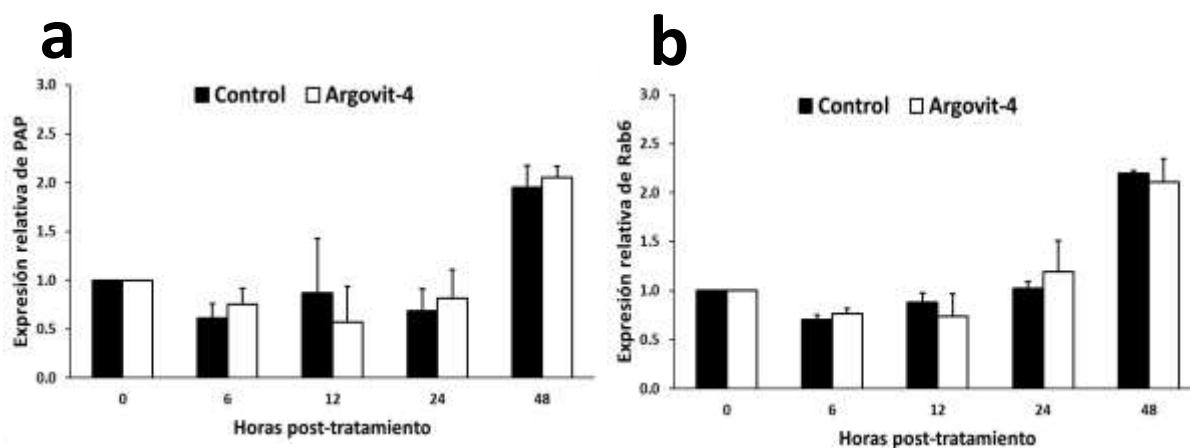 a
Control Argovit-4
Expresión relativa de PAP
3.0
2.5
2.0
1.5
1.0
0.5
0.0
0 6 12 24 48
Horas post-tratamiento
b
Control Argovit-4
Expresión relativa de Rab6
3.0
2.5
2.0
1.5
1.0
0.5
0.0
0 6 12 24 48
Horas post-tratamiento